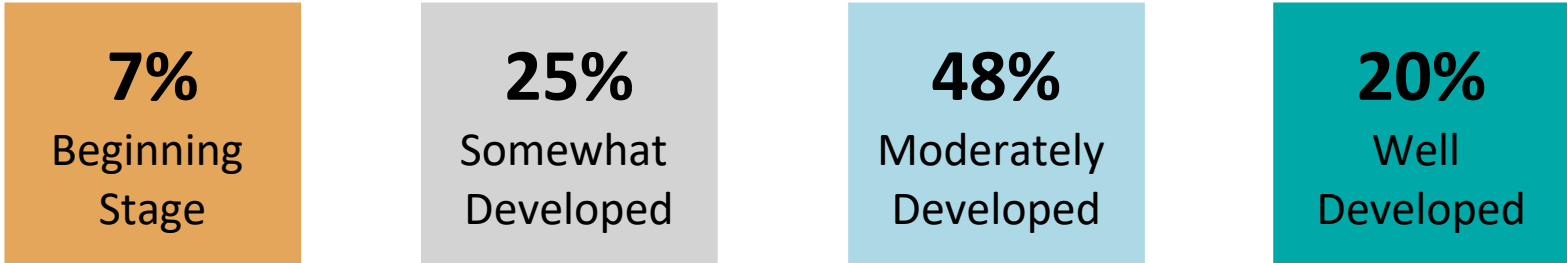 7%
Beginning
Stage
25%
Somewhat
Developed
48%
Moderately
Developed
20%
Well
Developed